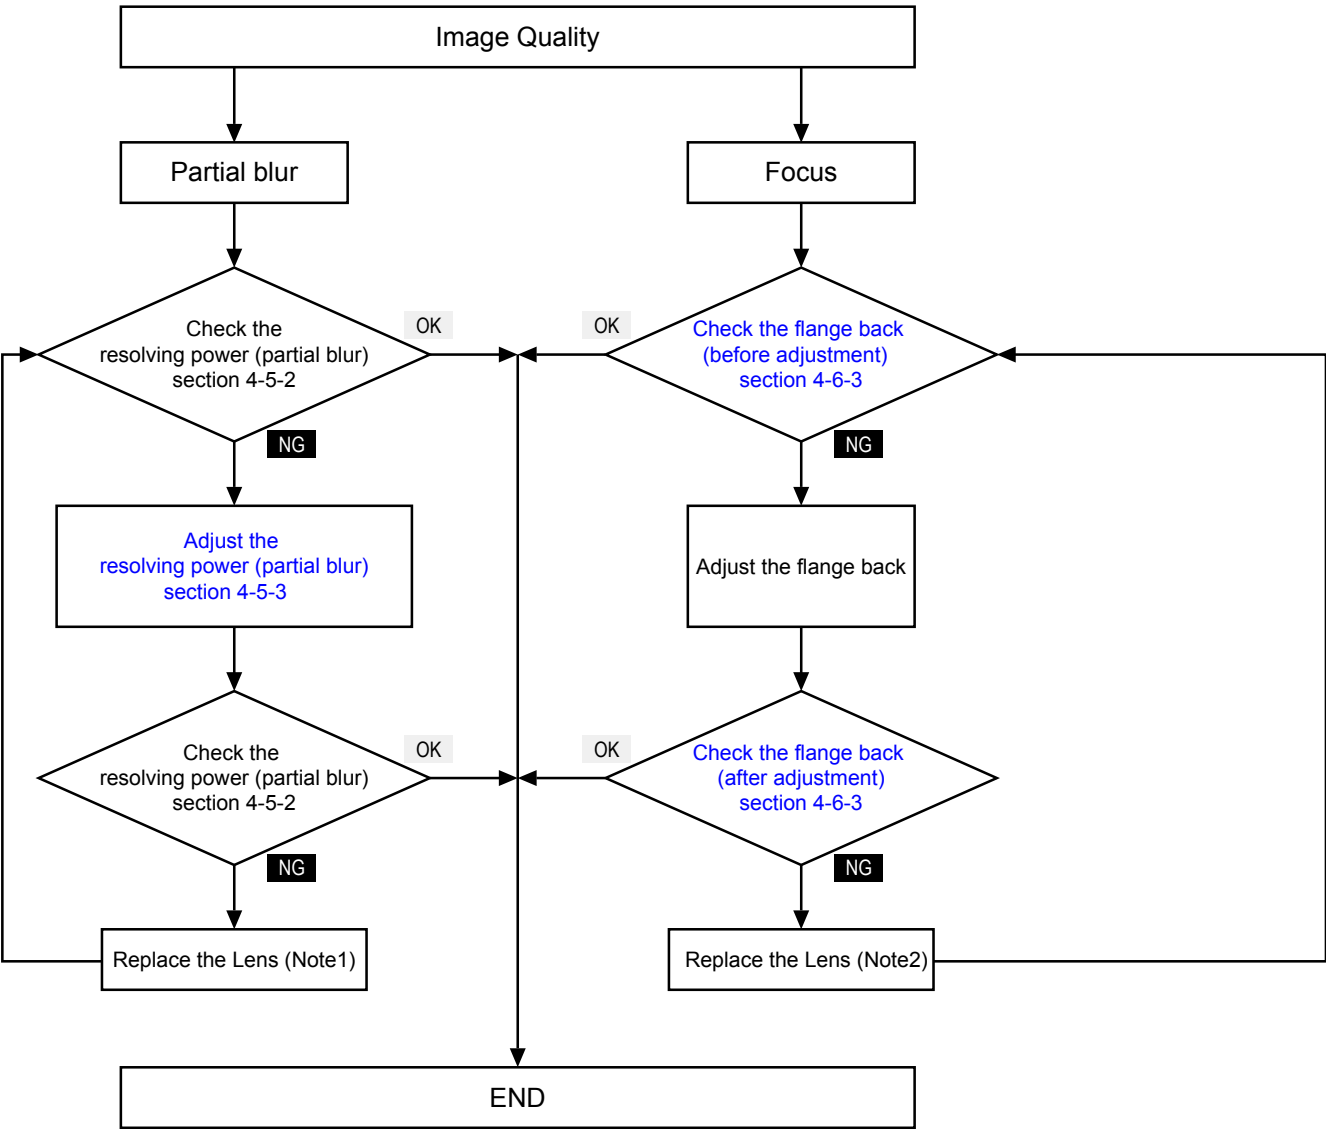 Image Quality
Partial blur
Focus
Check the
resolving power (partial blur)
section 4-5-2
OK
NG
OK
Check the flange back
(before adjustment)
section 4-6-3
NG
Adjust the
resolving power (partial blur)
section 4-5-3
Adjust the flange back
Check the
resolving power (partial blur)
section 4-5-2
OK
NG
OK
Check the flange back
(after adjustment)
section 4-6-3
NG
Replace the Lens (Note1)
Replace the Lens (Note2)
END